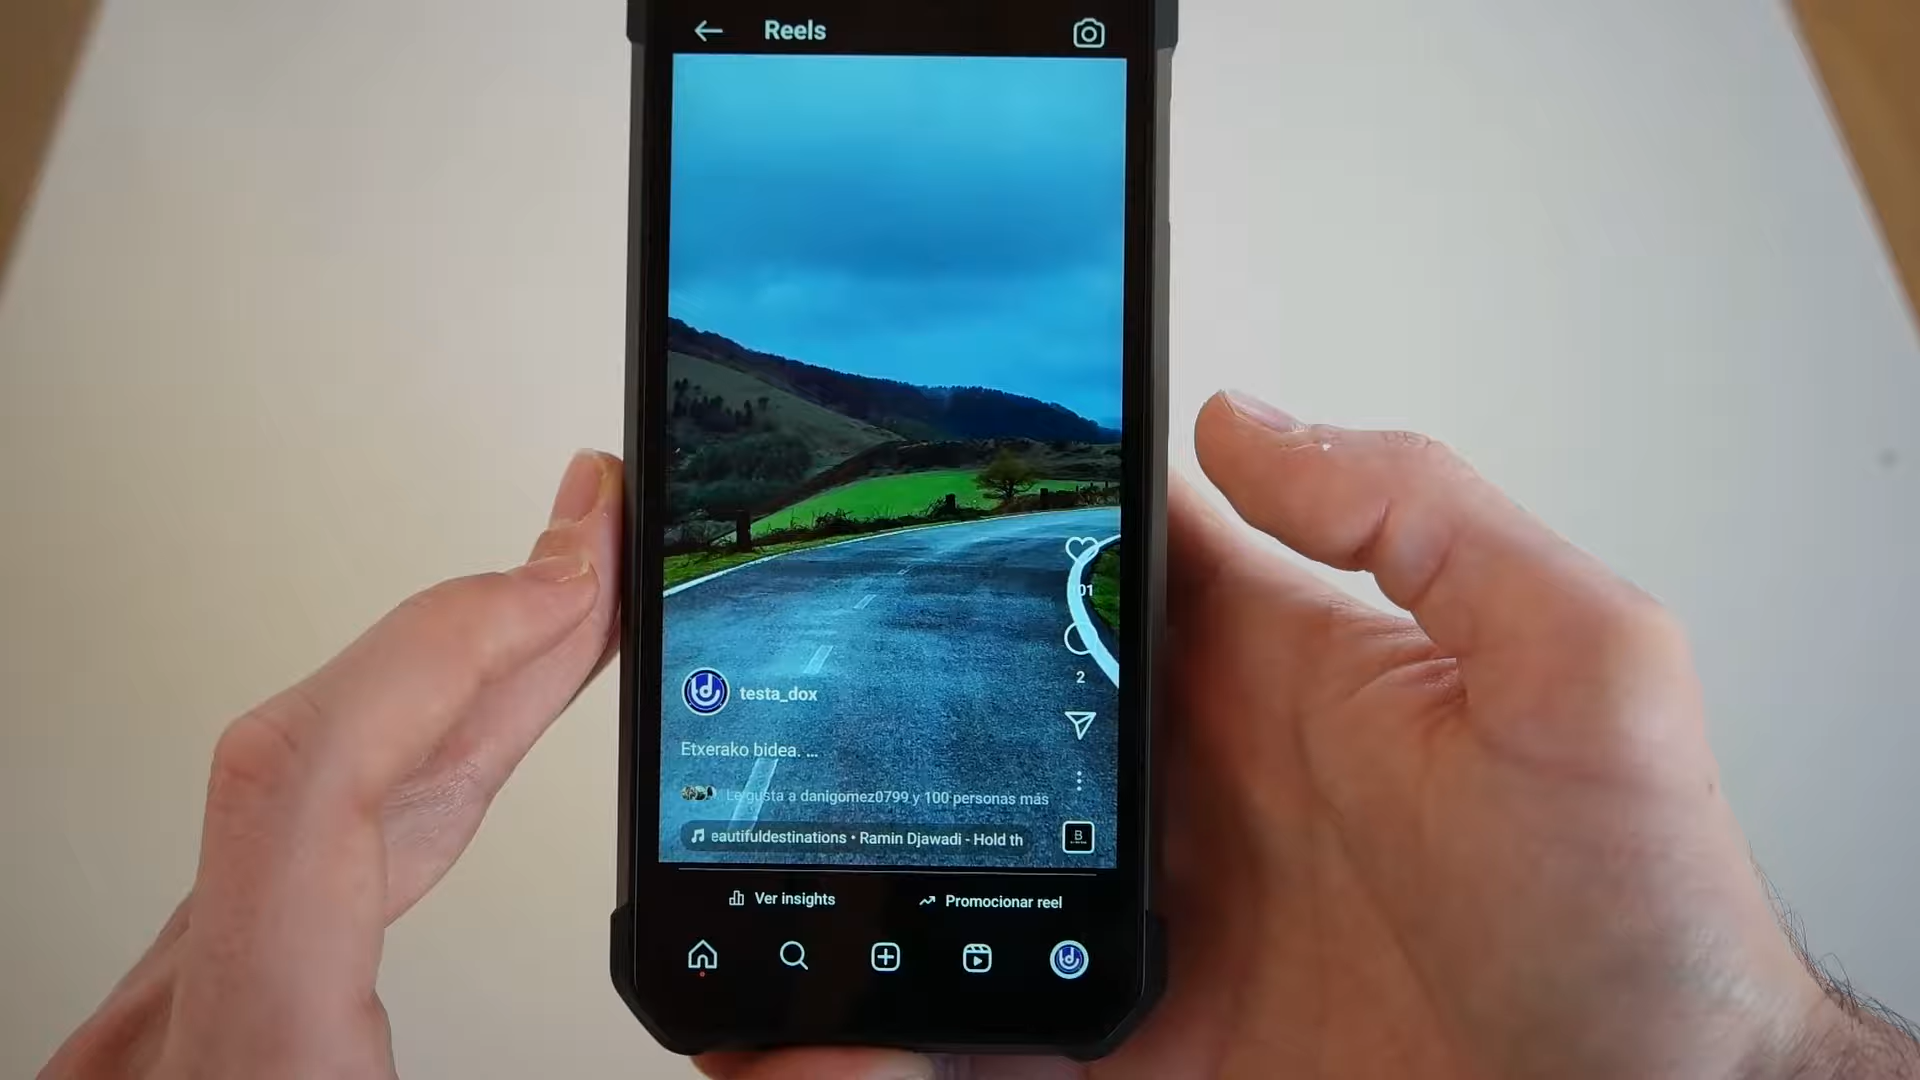 Reels
101
2
testa_dox
Etxerako bidea. ...
Le gusta a danigomez0799 y 100 personas más
eautifuldestinations • Ramin Djawadi - Hold th
B
Ver insights
Promocionar reel